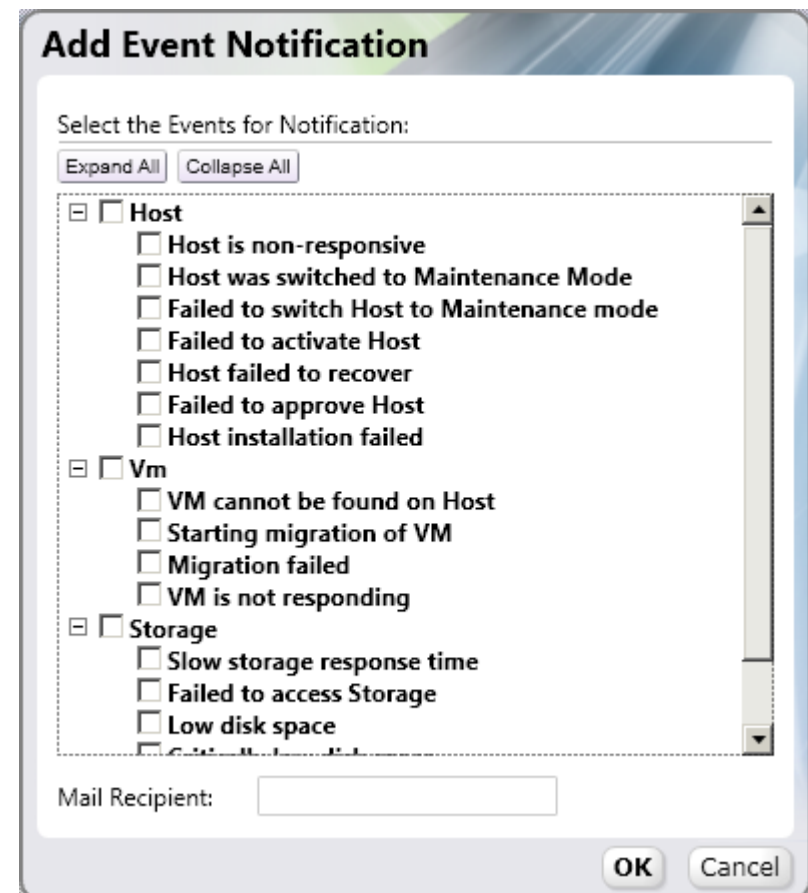 Add Event Notification
Select the Events for Notification:
Expand All Collapse All
Host
Host is non-responsive
Host was switched to Maintenance Mode
Failed to switch Host to Maintenance mode
Failed to activate Host
Host failed to recover
Failed to approve Host
Host installation failed
Vm
VM cannot be found on Host
Starting migration of VM
Migration failed
VM is not responding
Storage
Slow storage response time
Failed to access Storage
Low disk space
Mail Recipient:
OK Cancel